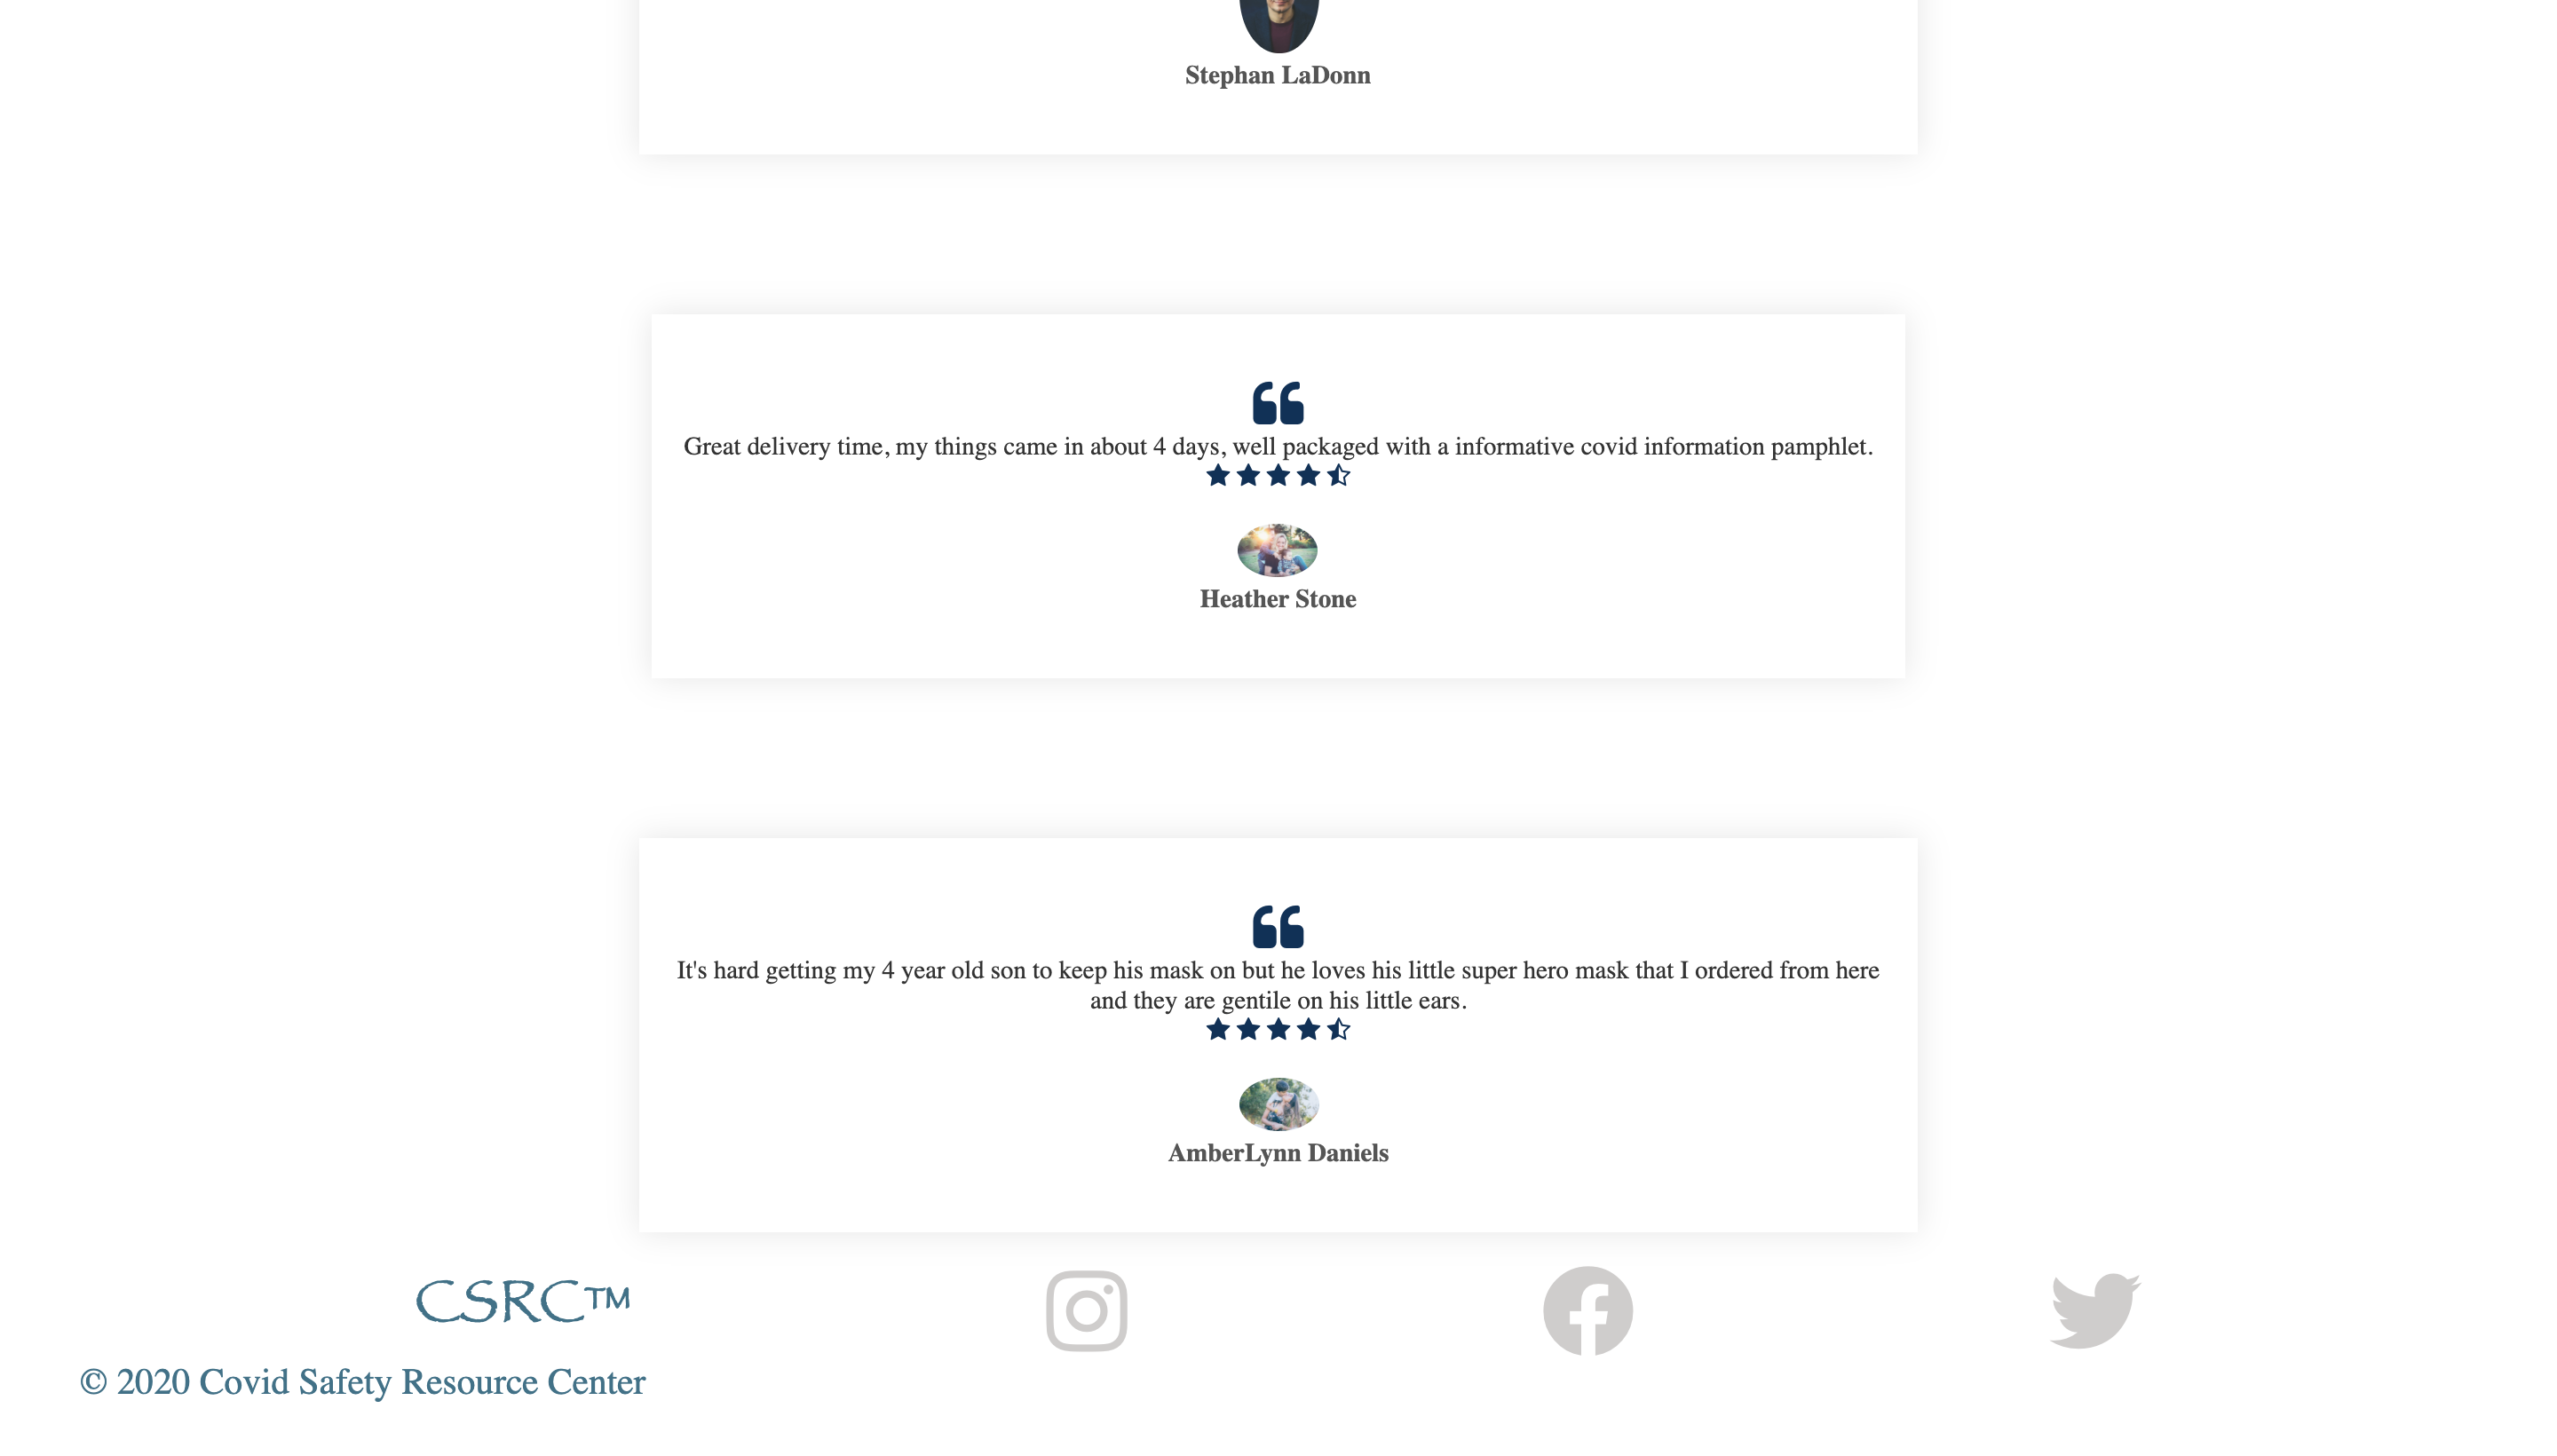 Stephan LaDonn
Great delivery time, my things came in about 4 days, well packaged with a informative covid information pamphlet.
Heather Stone
It's hard getting my 4 year old son to keep his mask on but he loves his little super hero mask that I ordered from here
and they are gentile on his little ears.
AmberLynn Daniels
CSRC™
© 2020 Covid Safety Resource Center